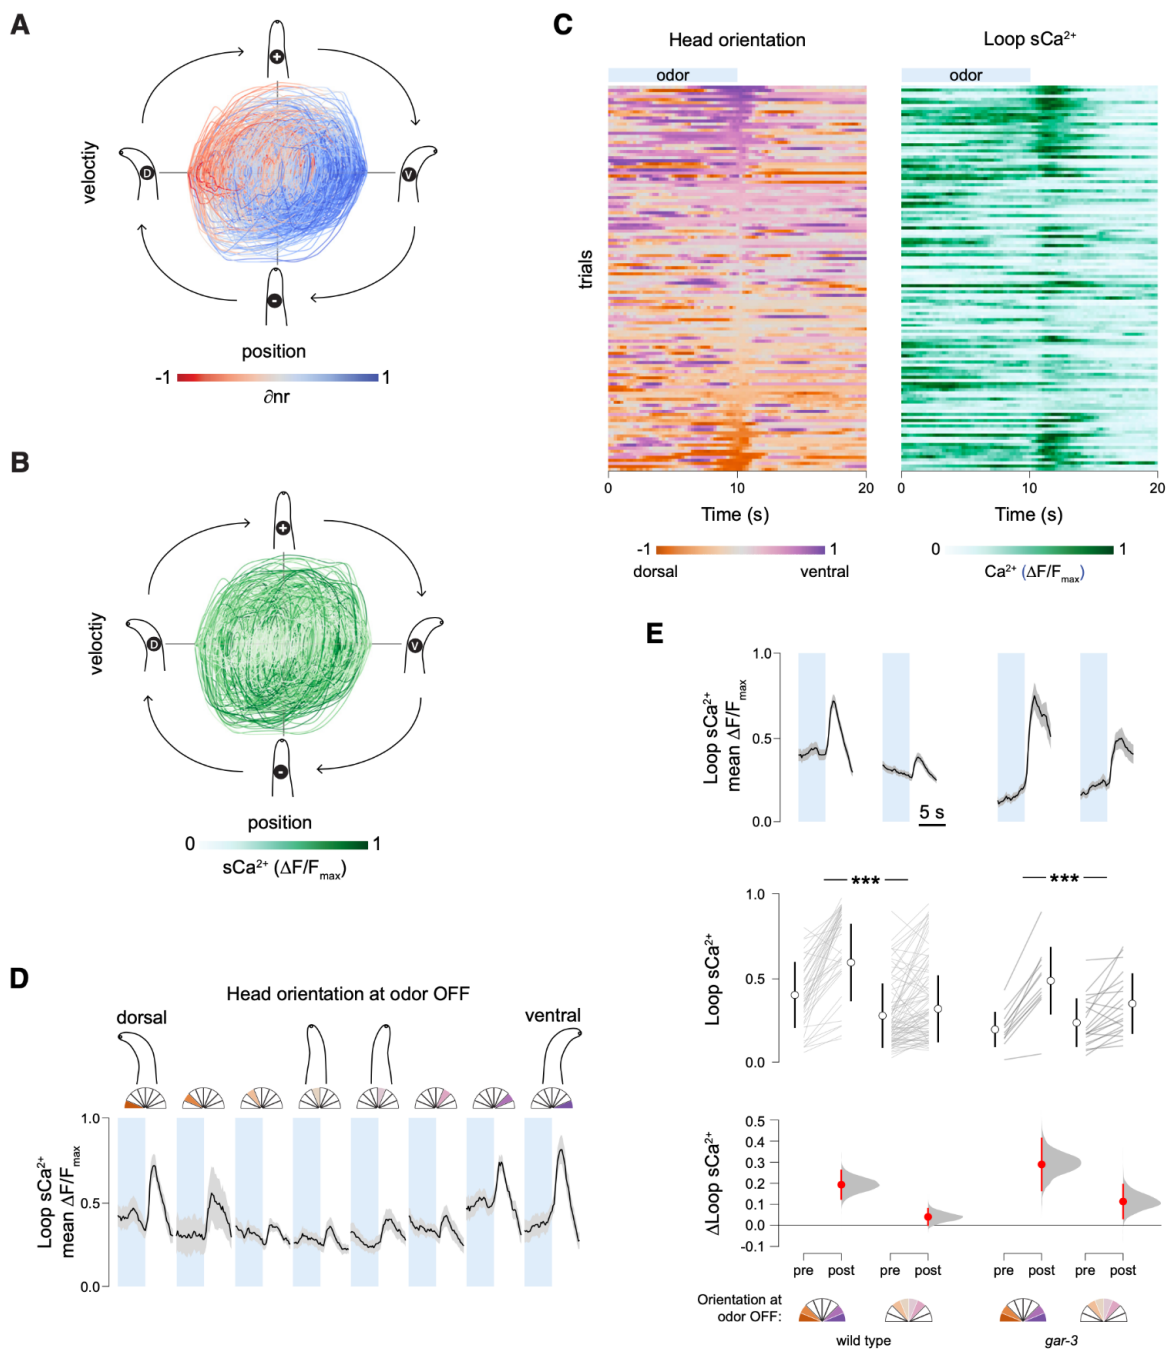 A
+
veloctiy
D
V
-
position
-1
1
∂nr
B
+
veloctiy
D
V
-
position
0
1
sCa²⁺ (ΔF/Fmax)
C
Head orientation
Loop sCa²⁺
odor
odor
trials
0
10
20
0
10
20
Time (s)
Time (s)
-1
1
dorsal
ventral
0
1
Ca²⁺ (ΔF/Fmax)
D
Head orientation at odor OFF
dorsal
ventral
Loop sCa²⁺
mean ΔF/Fmax
1.0
0.5
0.0
E
Loop sCa²⁺
mean ΔF/Fmax
1.0
0.5
0.0
5 s
Loop sCa²⁺
1.0
0.5
0.0
***
***
ΔLoop sCa²⁺
0.5
0.4
0.3
0.2
0.1
0.0
-0.1
pre post pre post pre post pre post
Orientation at
odor OFF:
wild type
gar-3